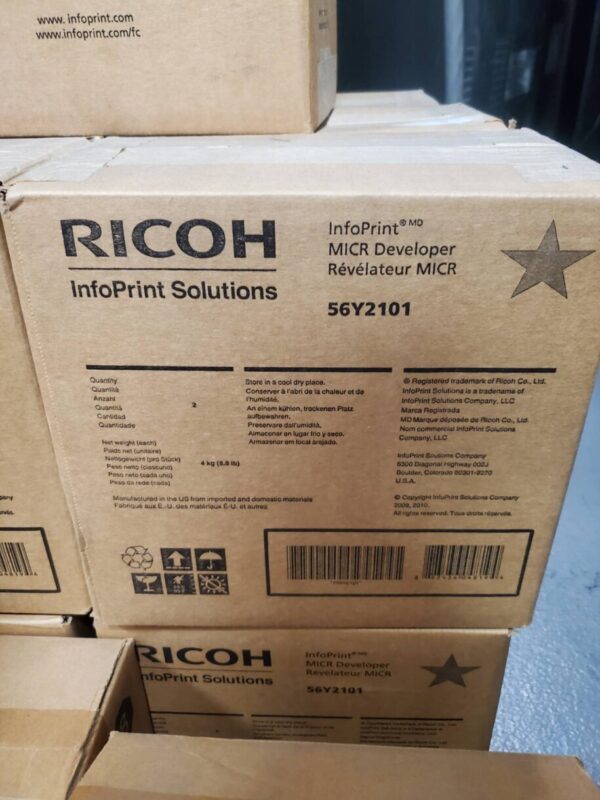 www. infoprint.com
www.infoprint.com/fc
RICOH
InfoPrint Solutions
InfoPrint® MD
MICR Developer
Révélateur MICR
56Y2101
Quantity
Quantité
Anzahl
Quantità
Cantidad
Quantidade
2
Net weight (each)
Poids net (unitaire)
Nettogewicht (pro Stück)
Peso netto (ciascuno)
Peso neto (cada uno)
Peso da rede (cada)
4 kg (8.8 lb)
Manufactured in the US from imported and domestic materials
Fabriqué aux É.-U. des matériaux É.-U. et autres
Store in a cool dry place.
Conserver à l'abri de la chaleur et de
l'humidité.
An einem kühlen, trockenen Platz
aufbewahren.
Preservare dall'umidità.
Almacenar en lugar frío y seco.
Armazenar em local arejado.
® Registered trademark of Ricoh Co., Ltd.
InfoPrint Solutions is a tradename of
InfoPrint Solutions Company, LLC
Marca Registrada
MD Marque déposée de Ricoh Co., Ltd.
Nom commercial InfoPrint Solutions
Company, LLC
InfoPrint Solutions Company
6300 Diagonal Highway 002J
Boulder, Colorado 80301-9270
U.S.A.
© Copyright InfoPrint Solutions Company
2009, 2010.
All rights reserved. Tous droits réservés.
RICOH
InfoPrint Solutions
InfoPrint® MD
MICR Developer
Révélateur MICR
56Y2101